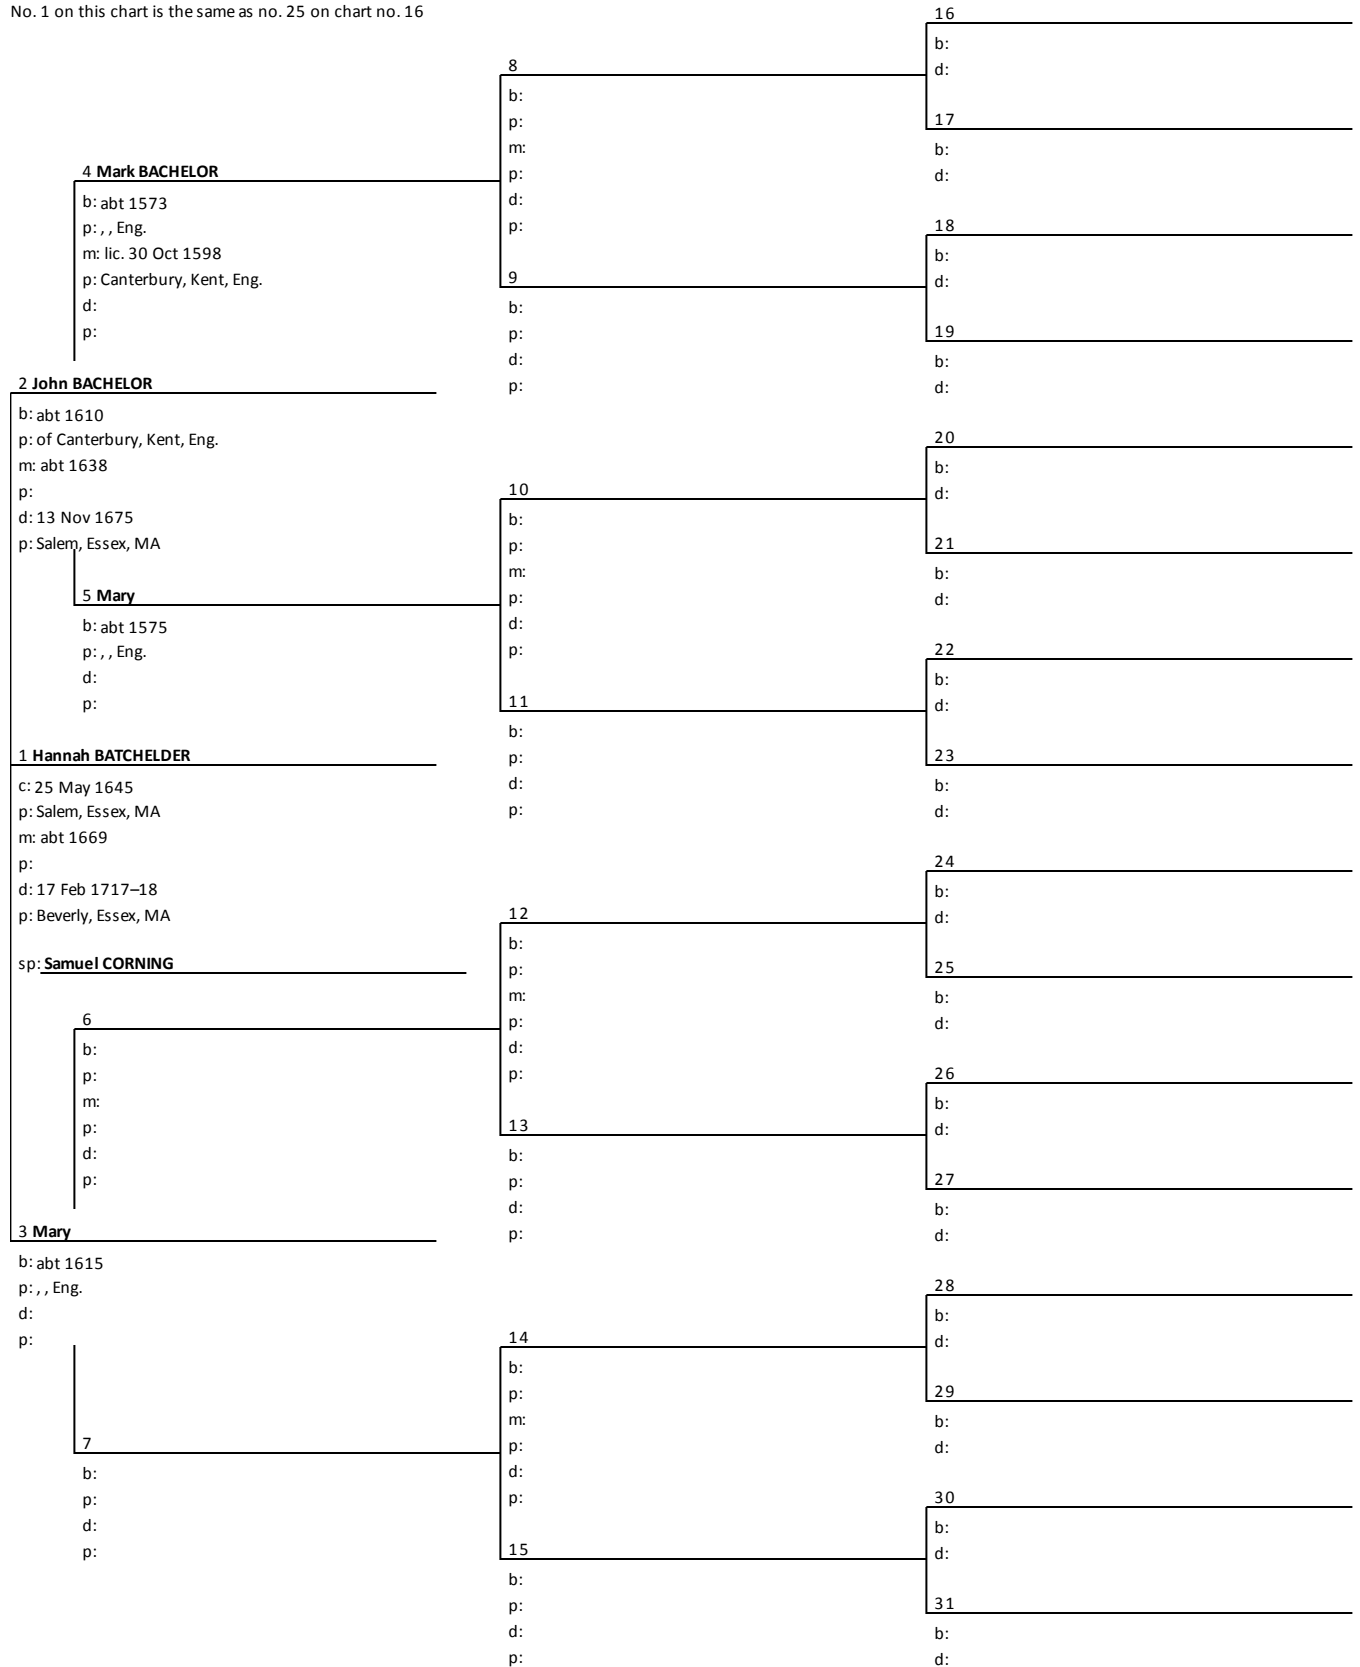 No. 1 on this chart is the same as no. 25 on chart no. 16
4 Mark BACHELOR
b: abt 1573
p: , , Eng.
m: lic. 30 Oct 1598
p: Canterbury, Kent, Eng.
d:
p:
2 John BACHELOR
b: abt 1610
p: of Canterbury, Kent, Eng.
m: abt 1638
p:
d: 13 Nov 1675
p: Salem, Essex, MA
5 Mary
b: abt 1575
p: , , Eng.
d:
p:
1 Hannah BATCHELDER
c: 25 May 1645
p: Salem, Essex, MA
m: abt 1669
p:
d: 17 Feb 1717–18
p: Beverly, Essex, MA
sp: Samuel CORNING
6
b:
p:
m:
p:
d:
p:
3 Mary
b: abt 1615
p: , , Eng.
d:
p:
7
b:
p:
d:
p:
8
b:
p:
m:
p:
d:
p:
9
b:
p:
d:
p:
10
b:
p:
m:
p:
d:
p:
11
b:
p:
d:
p:
12
b:
p:
m:
p:
d:
p:
13
b:
p:
d:
p:
14
b:
p:
m:
p:
d:
p:
15
b:
p:
d:
p:
16
b:
d:
17
b:
d:
18
b:
d:
19
b:
d:
20
b:
d:
21
b:
d:
22
b:
d:
23
b:
d:
24
b:
d:
25
b:
d:
26
b:
d:
27
b:
d:
28
b:
d:
29
b:
d:
30
b:
d:
31
b:
d: